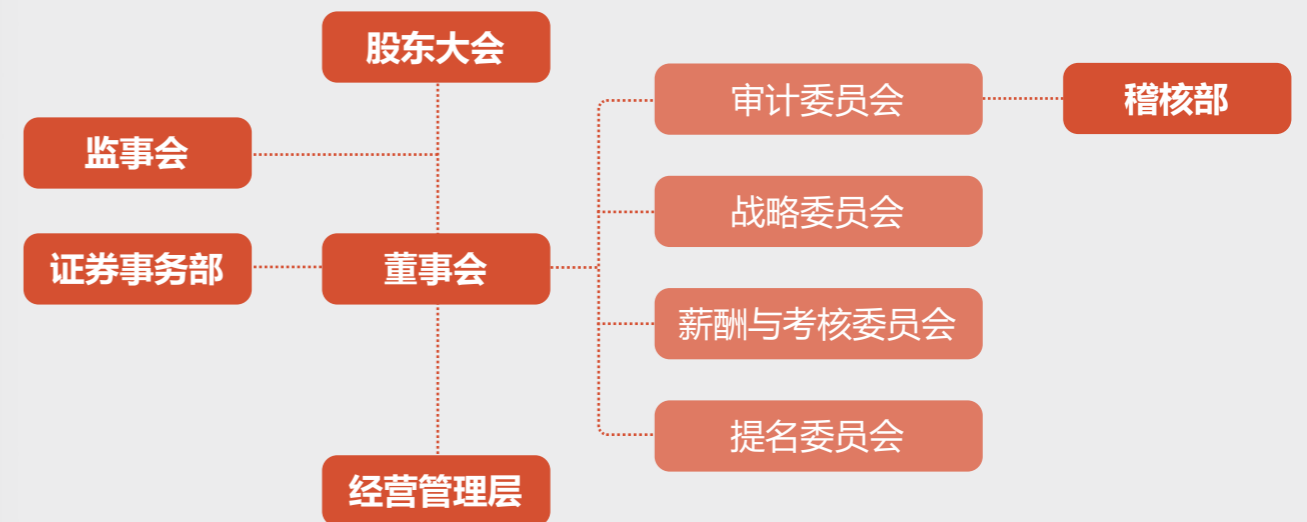 股东大会
监事会
证券事务部
董事会
经营管理层
审计委员会
稽核部
战略委员会
薪酬与考核委员会
提名委员会